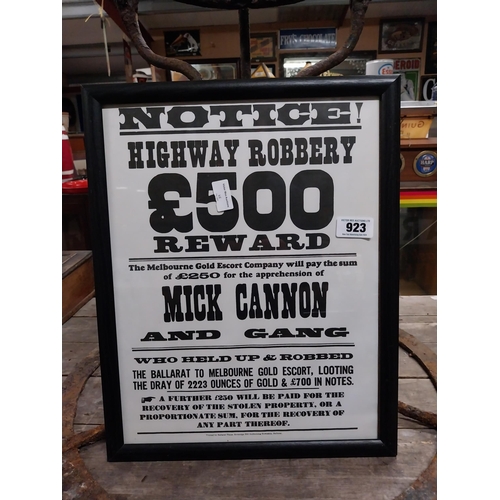 NOTICE!
HIGHWAY ROBBERY
£500
REWARD
The Melbourne Gold Escort Company will pay the sum
of £250 for the apprehension of
MICK CANNON
AND GANG
WHO HELD UP & ROBBED
THE BALLARAT TO MELBOURNE GOLD ESCORT, LOOTING
THE DRAY OF 2223 OUNCES OF GOLD & £700 IN NOTES.
A FURTHER £250 WILL BE PAID FOR THE
RECOVERY OF THE STOLEN PROPERTY, OR A
PROPORTIONATE SUM, FOR THE RECOVERY OF
ANY PART THEREOF.
923
FRY'S CHOCOLATE
HARP